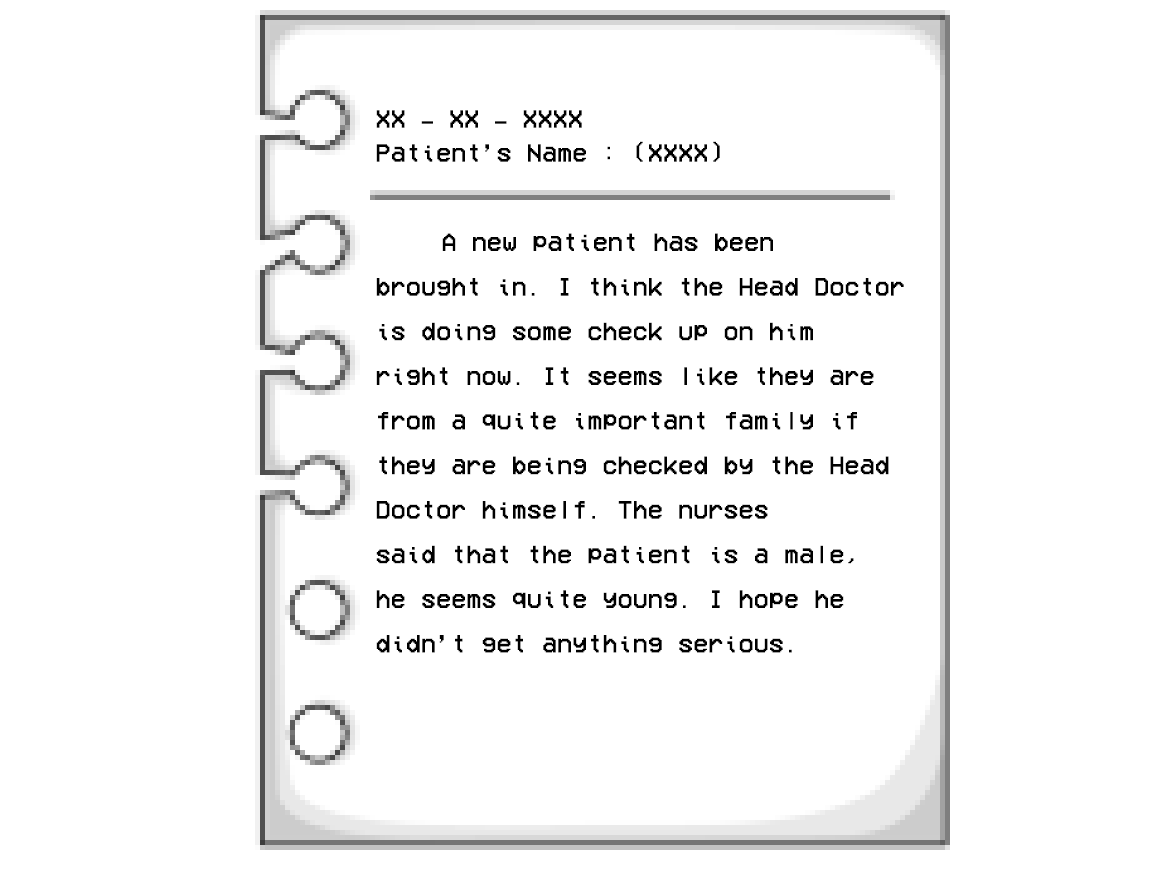 XX - XX - XXXX
Patient's Name : (XXXX)
A new patient has been
brought in. I think the Head Doctor
is doing some check up on him
right now. It seems like they are
from a quite important family if
they are being checked by the Head
Doctor himself. The nurses
said that the patient is a male,
he seems quite young. I hope he
didn't get anything serious.